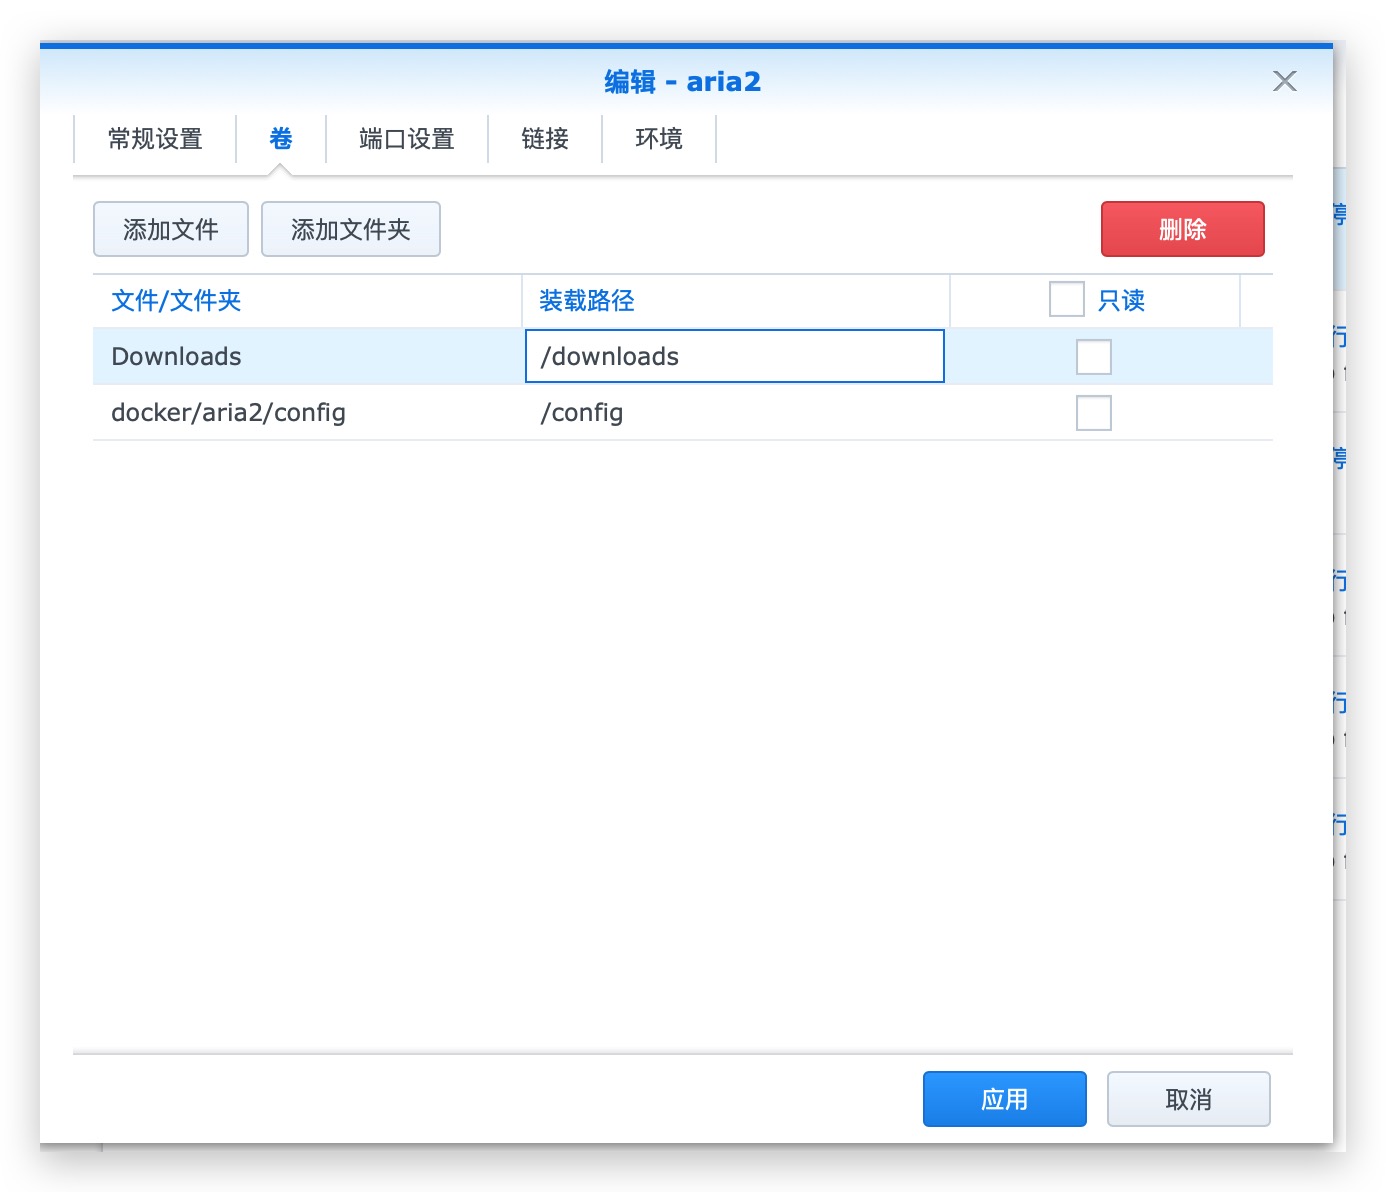 编辑 - aria2
常规设置 卷 端口设置 链接 环境
添加文件 添加文件夹 删除
文件/文件夹 装载路径 只读
Downloads /downloads
docker/aria2/config /config
应用 取消